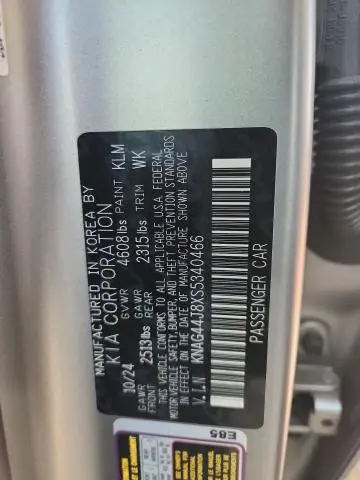 MANUFACTURED IN KOREA BY
KIA CORPORATION
10/24 GVWR 4608lbs PAINT KLM
GAWR FRONT 2513lbs GAWR REAR 2315lbs TRIM WK
THIS VEHICLE CONFORMS TO ALL APPLICABLE U.S.A FEDERAL
MOTOR VEHICLE SAFETY,BUMPER,AND THEFT PREVENTION STANDARDS
IN EFFECT ON THE DATE OF MANUFACTURE SHOWN ABOVE
V.I.N KNAG44J8XS5340466
PASSENGER CAR
E85